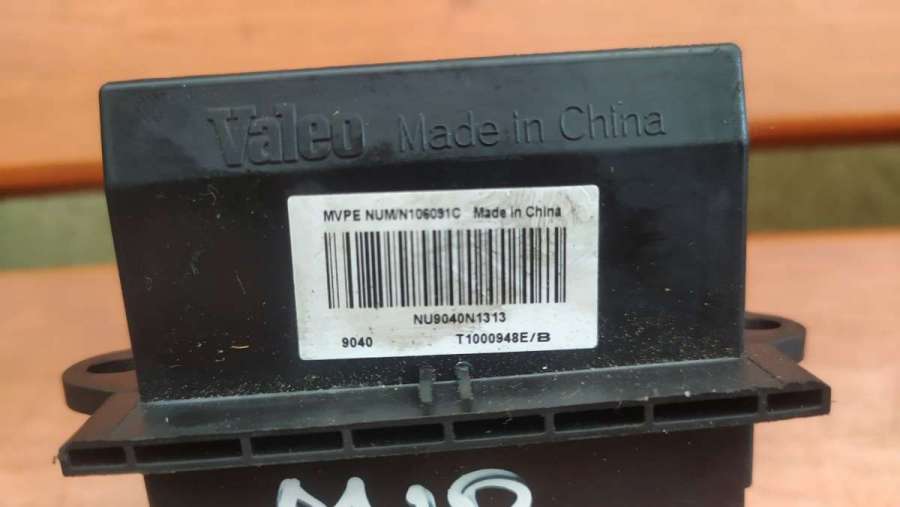 Valeo Made in China
MVPE NUM/N106091C Made in China
NU9040N1313
9040 T1000948E/B